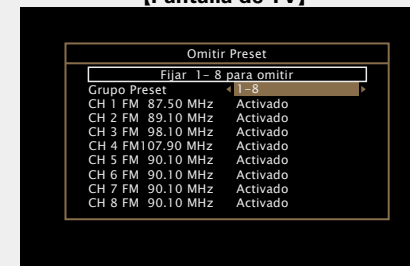 【Pantalla de TV】
Omitir Preset
Fijar 1- 8 para omitir
Grupo Preset 1-8
CH 1 FM 87.50 MHz Activado
CH 2 FM 89.10 MHz Activado
CH 3 FM 98.10 MHz Activado
CH 4 FM107.90 MHz Activado
CH 5 FM 90.10 MHz Activado
CH 6 FM 90.10 MHz Activado
CH 7 FM 90.10 MHz Activado
CH 8 FM 90.10 MHz Activado